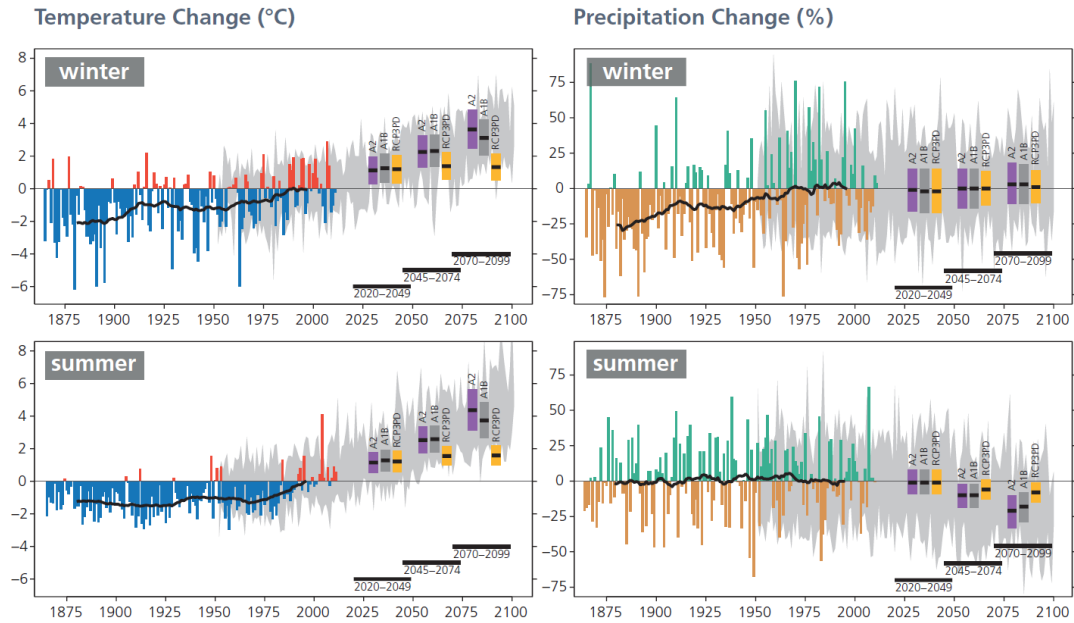 Temperature Change (°C)
Precipitation Change (%)
winter
8
6
4
2
0
−2
−4
−6
A2
A1B
RCP3PD
A2
A1B
RCP3PD
A2
A1B
RCP3PD
2070–2099
2045–2074
2020–2049
1875 1900 1925 1950 1975 2000 2025 2050 2075 2100
winter
75
50
25
0
−25
−50
−75
A2
A1B
RCP3PD
A2
A1B
RCP3PD
A2
A1B
RCP3PD
2070–2099
2045–2074
2020–2049
1875 1900 1925 1950 1975 2000 2025 2050 2075 2100
summer
8
6
4
2
0
−2
−4
−6
A2
A1B
RCP3PD
A2
A1B
RCP3PD
A2
A1B
RCP3PD
2070–2099
2045–2074
2020–2049
1875 1900 1925 1950 1975 2000 2025 2050 2075 2100
summer
75
50
25
0
−25
−50
−75
A2
A1B
RCP3PD
A2
A1B
RCP3PD
A2
A1B
RCP3PD
2070–2099
2045–2074
2020–2049
1875 1900 1925 1950 1975 2000 2025 2050 2075 2100